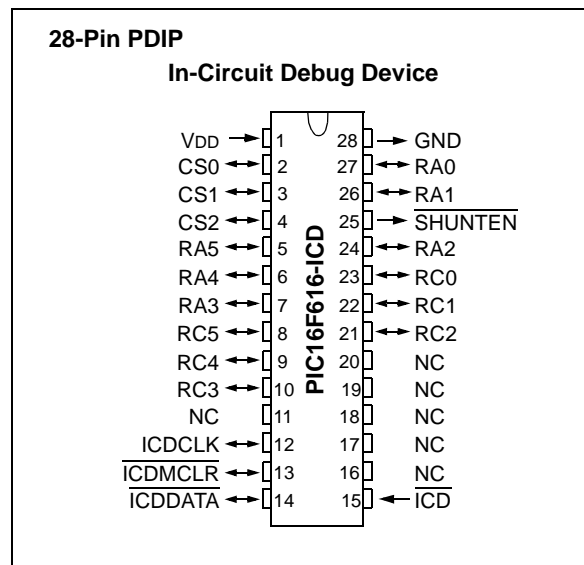 28-Pin PDIP
In-Circuit Debug Device
VDD 1 28 GND
CS0 2 27 RA0
CS1 3 26 RA1
CS2 4 25 SHUNTEN
RA5 5 24 RA2
RA4 6 23 RC0
RA3 7 22 RC1
RC5 8 21 RC2
RC4 9 20 NC
RC3 10 19 NC
NC 11 18 NC
ICDCLK 12 17 NC
ICDMCLR 13 16 NC
ICDDATA 14 15 ICD
PIC16F616-ICD